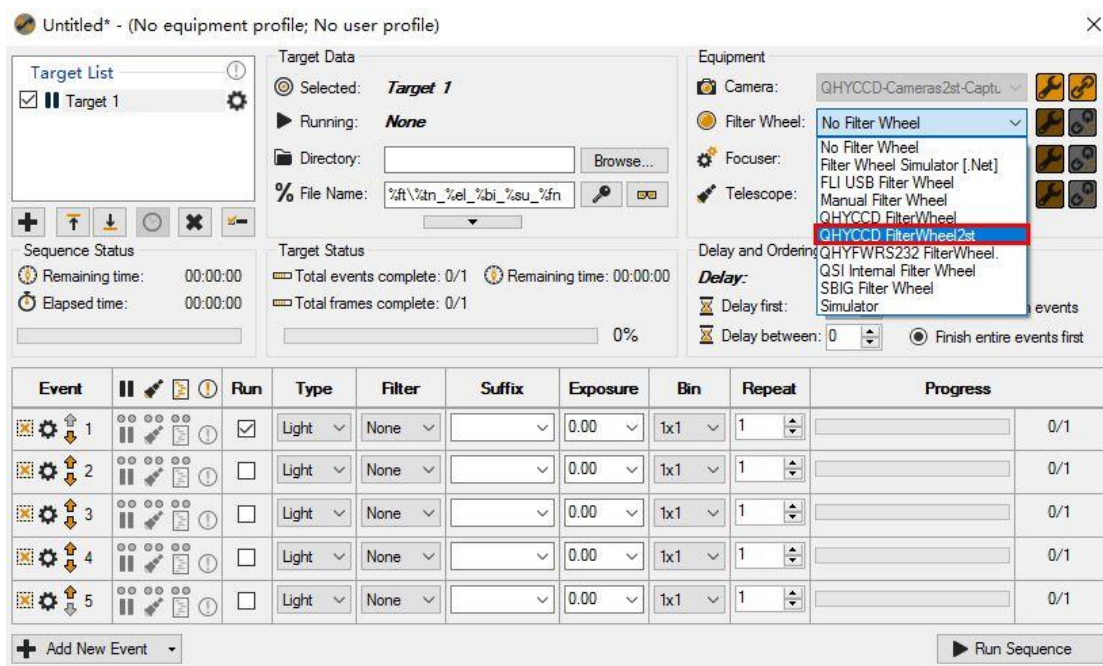 Untitled* - (No equipment profile; No user profile)
Target List
Target 1
Target Data
Selected: Target 1
Running: None
Directory: Browse...
File Name: %ft\%tn_%el_%bi_%su_%fn
Equipment
Camera: QHYCCD-Cameras2st-Captu
Filter Wheel: No Filter Wheel
Focuser:
Telescope:
No Filter Wheel
Filter Wheel Simulator [.Net]
FLI USB Filter Wheel
Manual Filter Wheel
QHYCCD FilterWheel
QHYCCD FilterWheel2st
QHYFWRS232 FilterWheel.
QSI Internal Filter Wheel
SBIG Filter Wheel
Simulator
Sequence Status
Remaining time: 00:00:00
Elapsed time: 00:00:00
Target Status
Total events complete: 0/1 Remaining time: 00:00:00
Total frames complete: 0/1
0%
Delay and Ordering
Delay:
Delay first: events
Delay between: 0 Finish entire events first
Event Run Type Filter Suffix Exposure Bin Repeat Progress
1 Light None 0.00 1x1 1 0/1
2 Light None 0.00 1x1 1 0/1
3 Light None 0.00 1x1 1 0/1
4 Light None 0.00 1x1 1 0/1
5 Light None 0.00 1x1 1 0/1
Add New Event Run Sequence